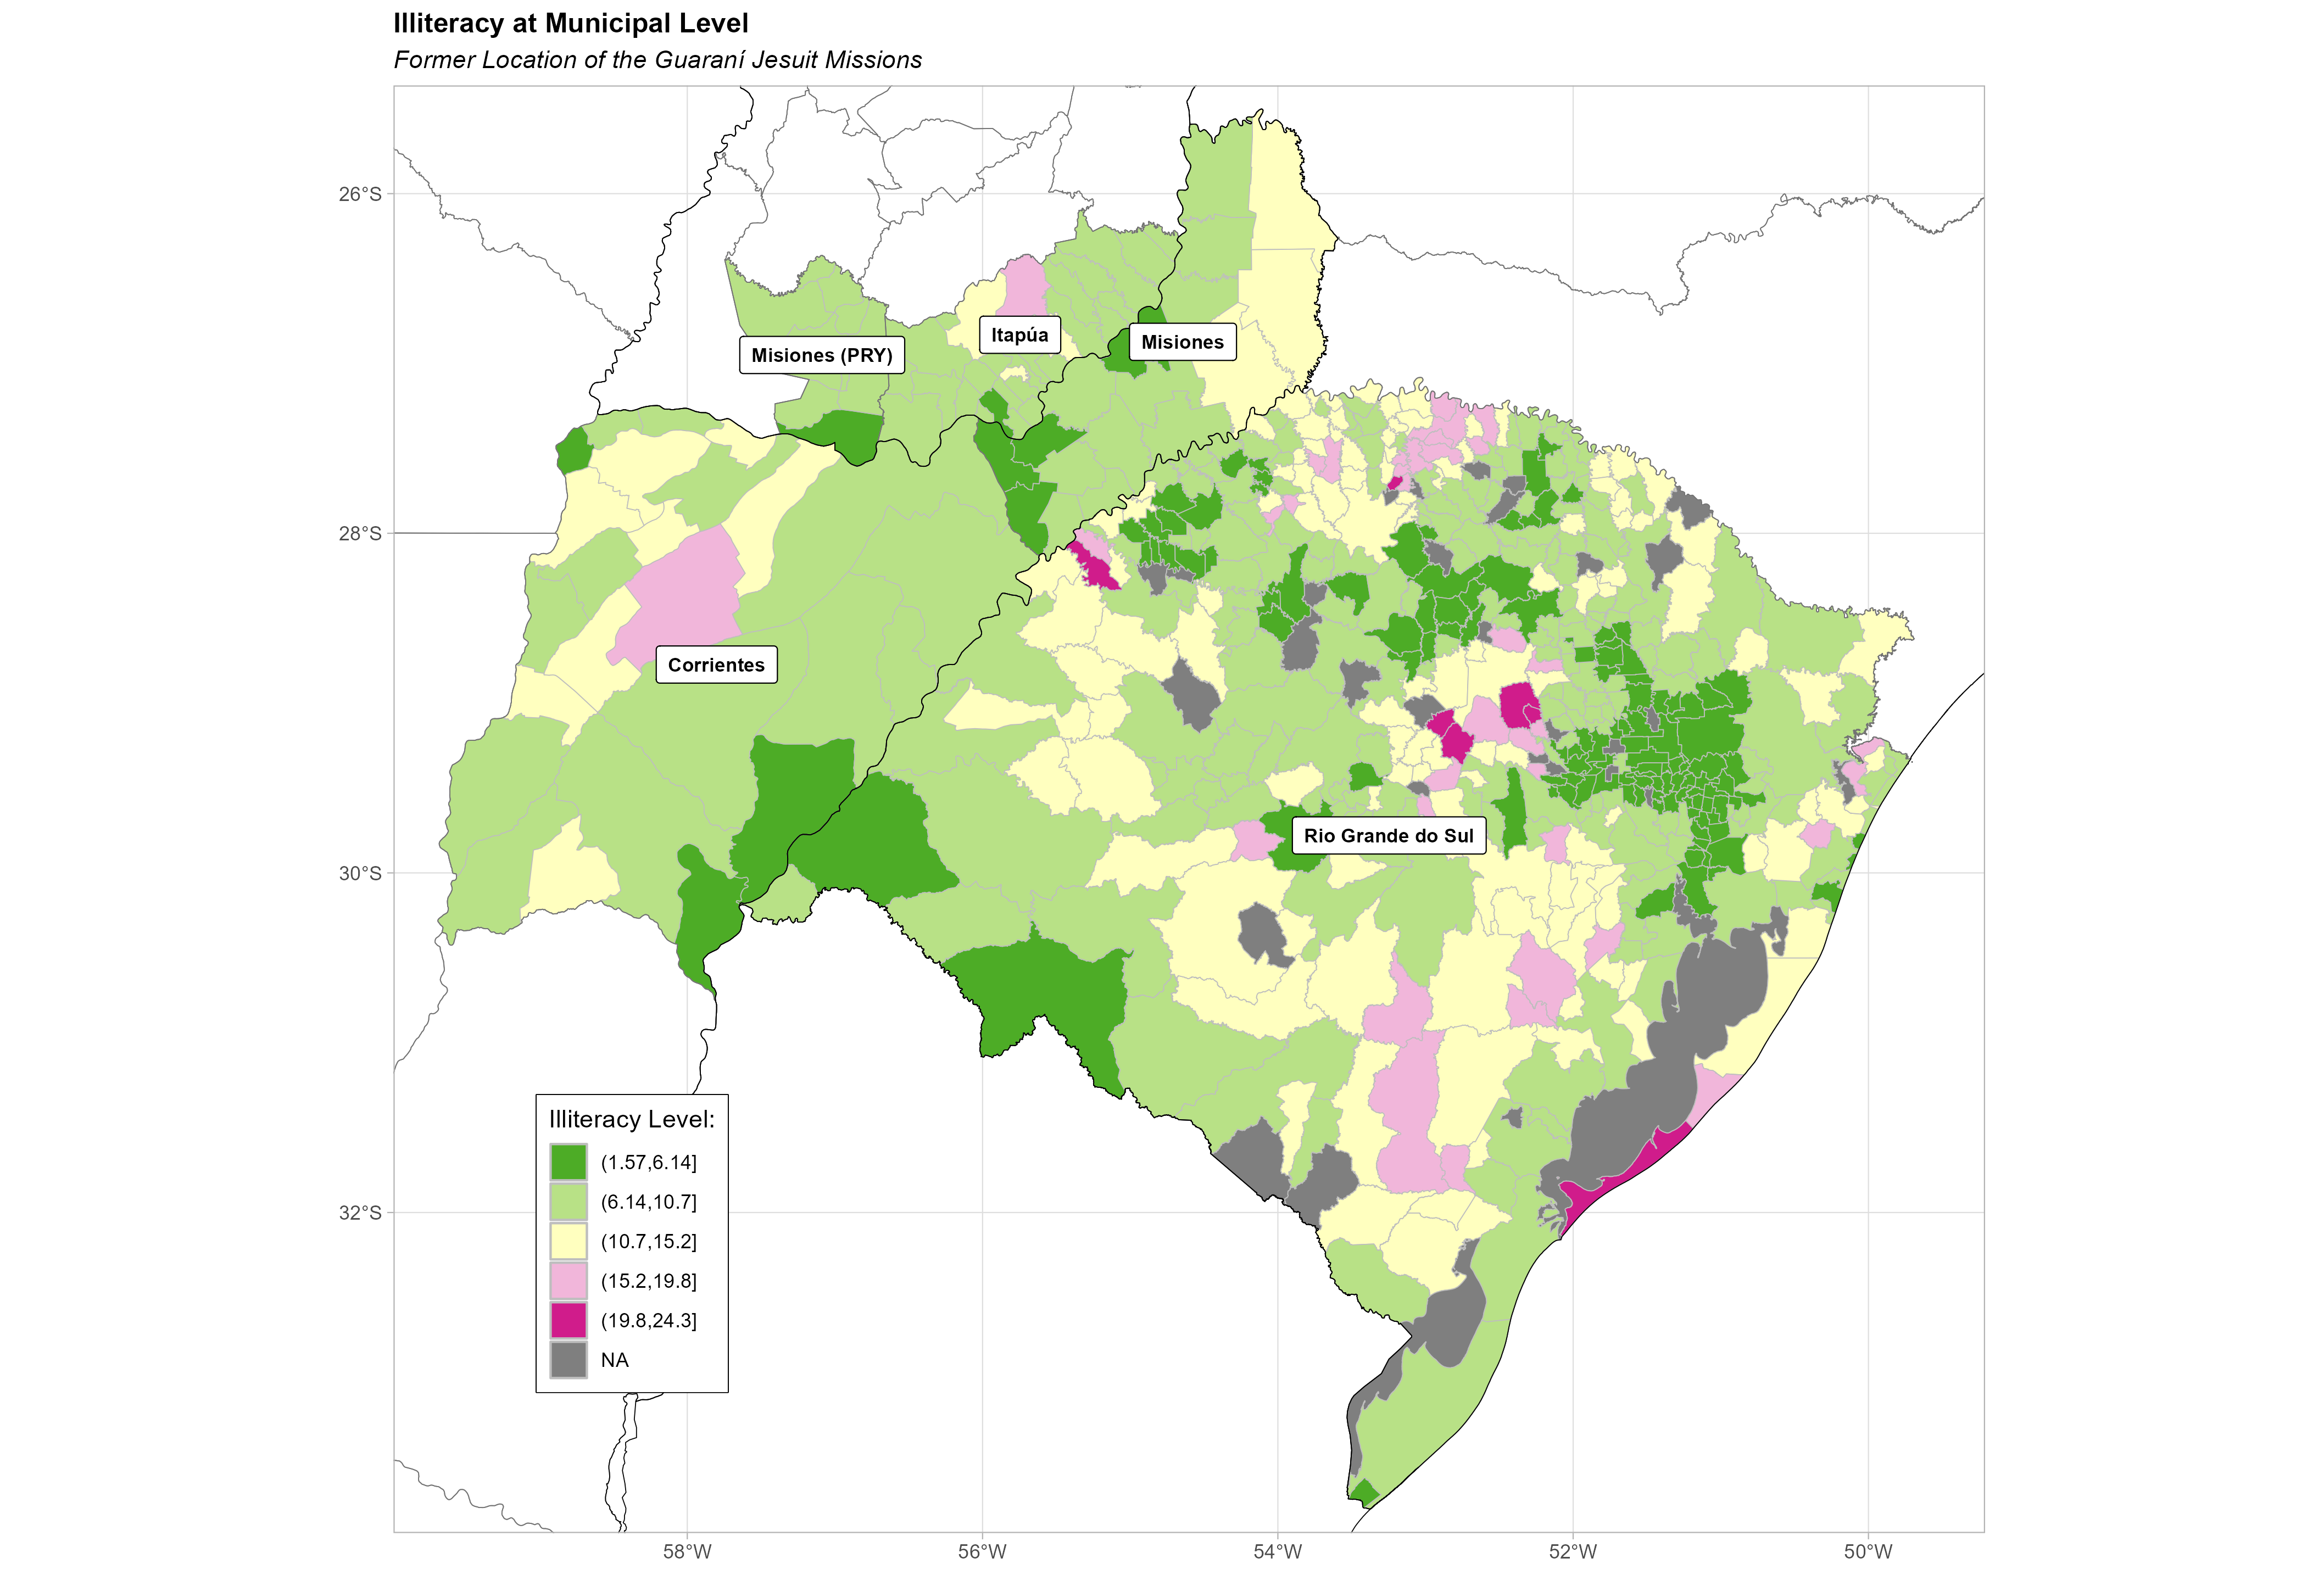 Illiteracy at Municipal Level
Former Location of the Guaraní Jesuit Missions
26°S
28°S
30°S
32°S
Itapúa
Misiones
Misiones (PRY)
Corrientes
Rio Grande do Sul
Illiteracy Level:
(1.57,6.14]
(6.14,10.7]
(10.7,15.2]
(15.2,19.8]
(19.8,24.3]
NA
58°W 56°W 54°W 52°W 50°W